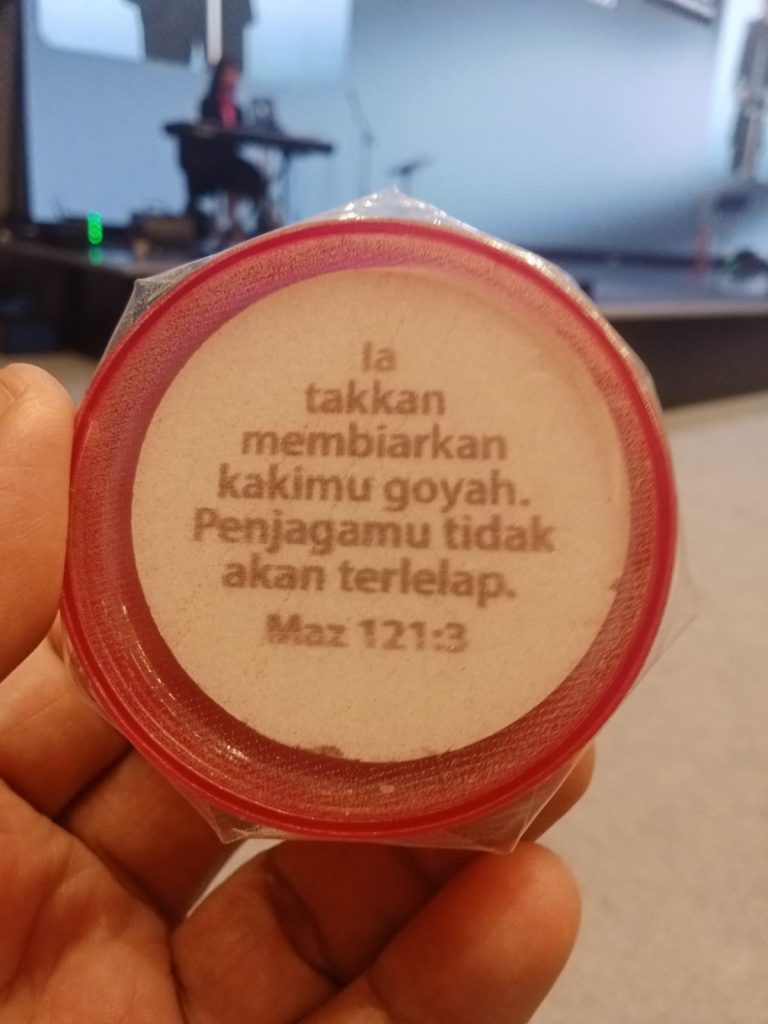 Ia
takkan
membiarkan
kakimu goyah.
Penjagamu tidak
akan terlelap.
Maz 121:3